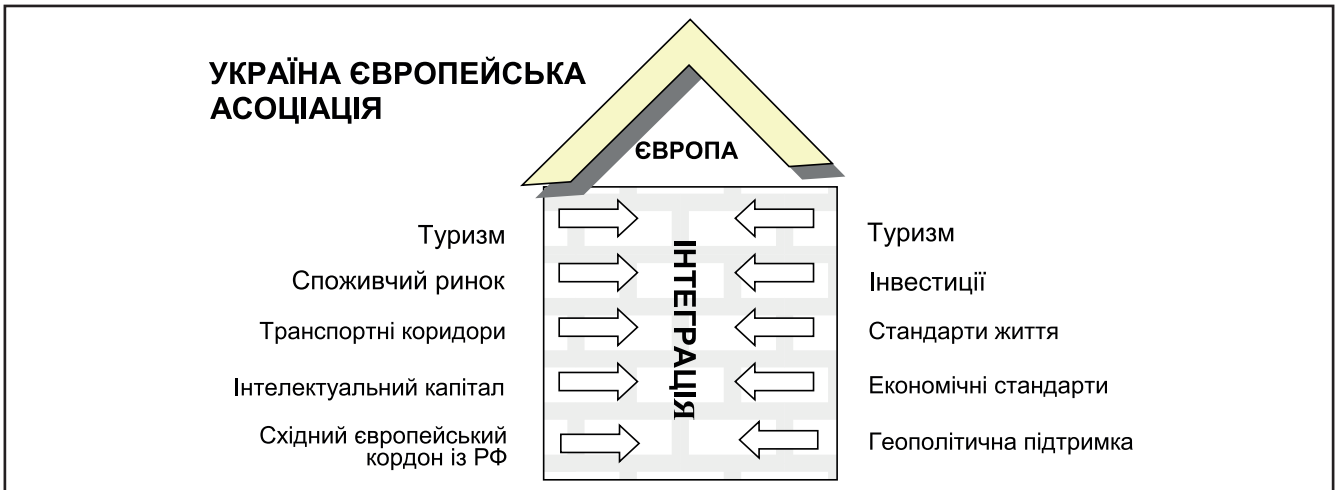 УКРАЇНА ЄВРОПЕЙСЬКА
АСОЦІАЦІЯ
ЄВРОПА
ІНТЕГРАЦІЯ
Туризм
Споживчий ринок
Транспортні коридори
Інтелектуальний капітал
Східний європейський
кордон із РФ
Туризм
Інвестиції
Стандарти життя
Економічні стандарти
Геополітична підтримка